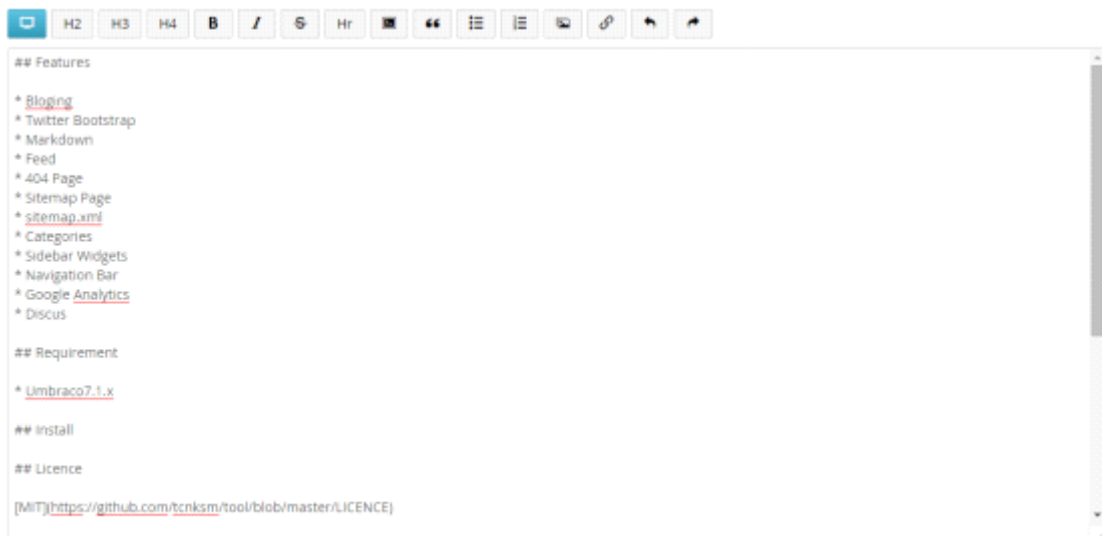 H2 H3 H4 B I S Hr
## Features
* Bloging
* Twitter Bootstrap
* Markdown
* Feed
* 404 Page
* Sitemap Page
* sitemap.xml
* Categories
* Sidebar Widgets
* Navigation Bar
* Google Analytics
* Discus
## Requirement
* Umbraco7.1.x
## Install
## Licence
[MIT](https://github.com/tcnksm/tool/blob/master/LICENCE)